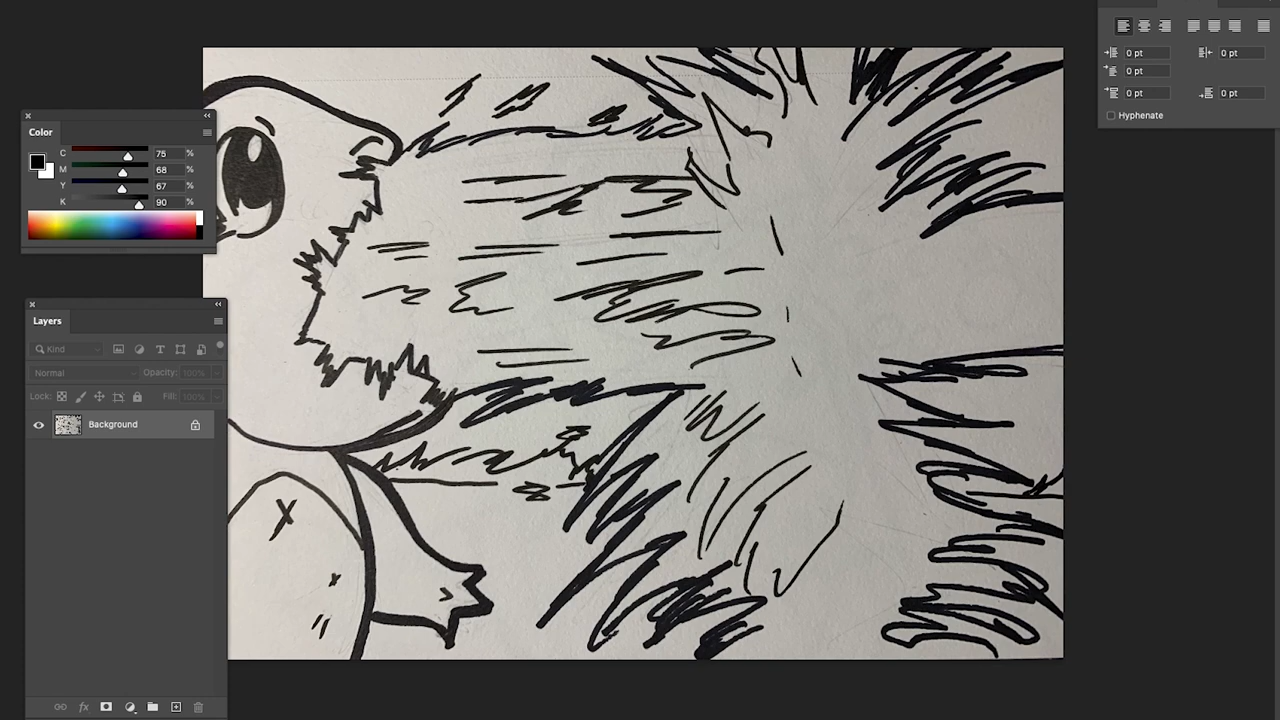 0 pt
0 pt
0 pt
0 pt
0 pt
Hyphenate
Color
C 75 %
M 68 %
Y 67 %
K 90 %
Layers
Kind
Normal Opacity: 100%
Lock: Fill: 100%
Background
fx